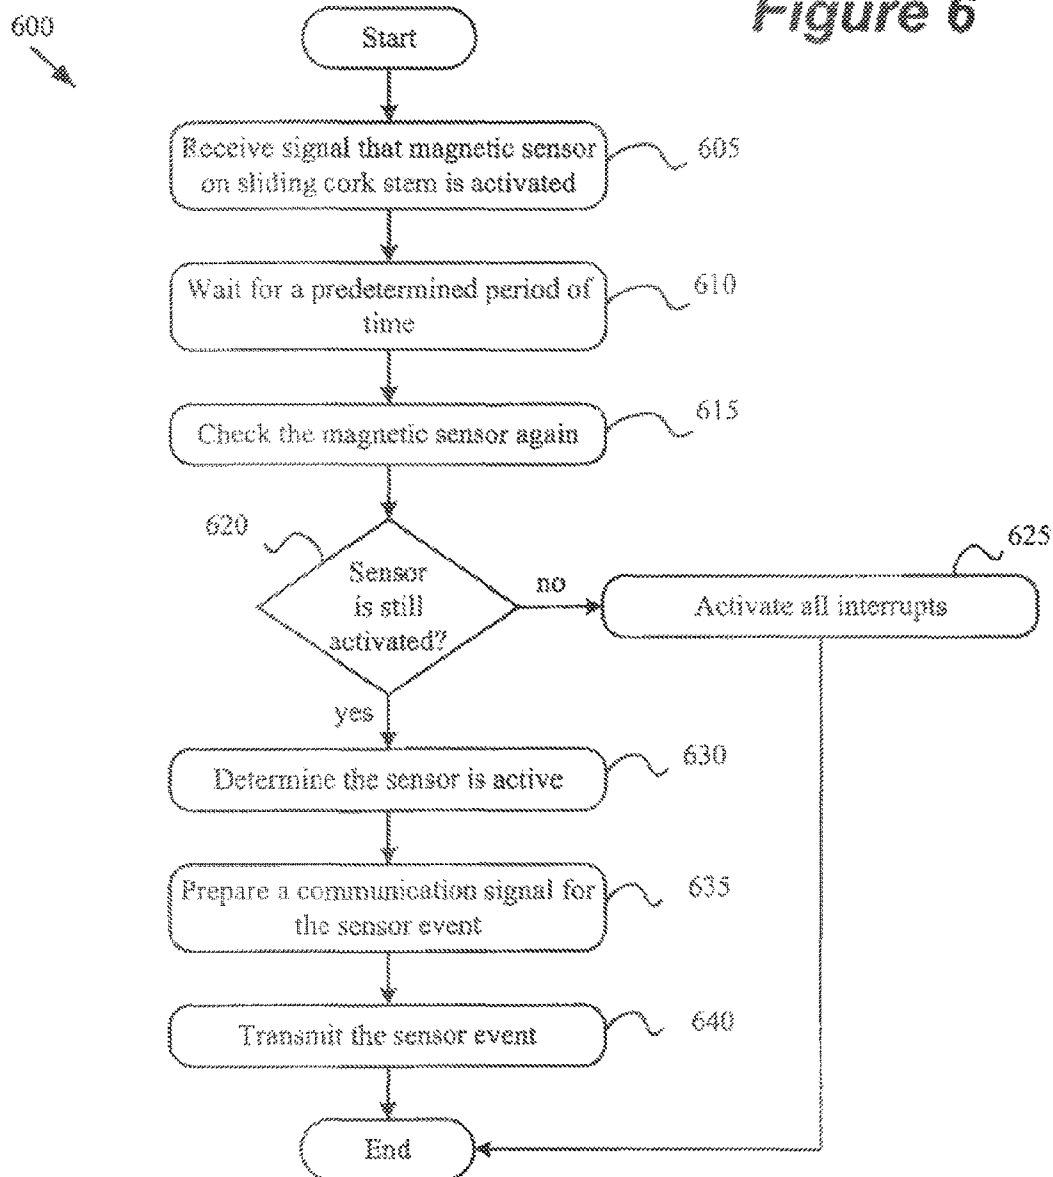 Figure 6
600
Start
Receive signal that magnetic sensor
on sliding cork stem is activated
605
Wait for a predetermined period of
time
610
Check the magnetic sensor again
615
620
Sensor
is still
activated?
no
625
Activate all interrupts
yes
Determine the sensor is active
630
Prepare a communication signal for
the sensor event
635
Transmit the sensor event
640
End